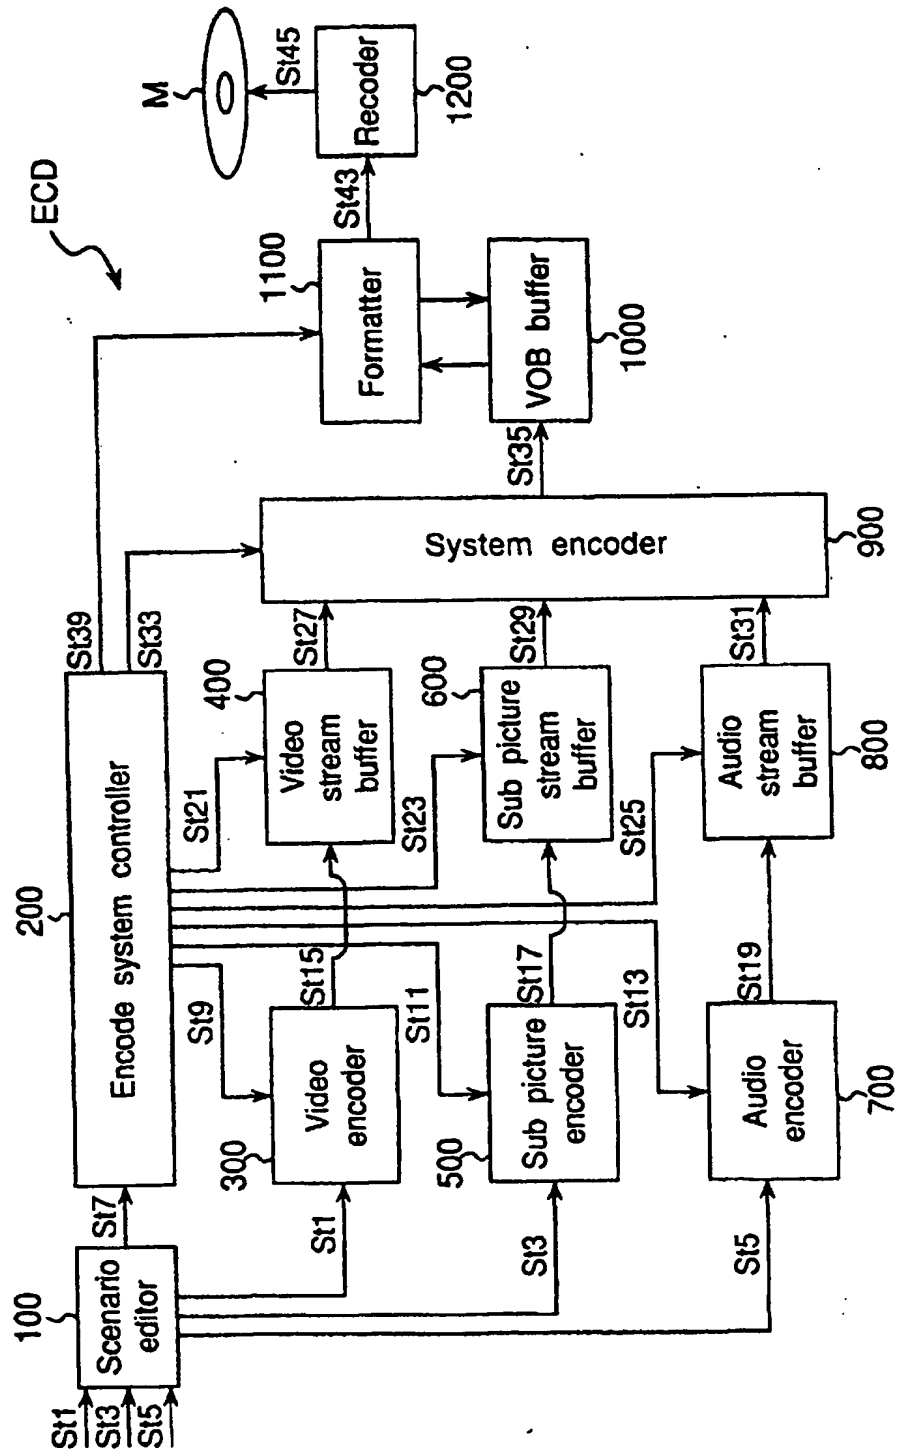 ECD
M
St45
Recoder
1200
St43
1100
Formatter
VOB buffer
1000
St35
System encoder
900
St39
St33
St27
St29
St31
200
Encode system controller
400
Video
stream
buffer
600
Sub picture
stream
buffer
Audio
stream
buffer
800
St21
St23
St25
St9
St15
St11
St17
St13
St19
300
Video
encoder
500
Sub picture
encoder
Audio
encoder
700
St7
St1
St3
St5
100
Scenario
editor
St1
St3
St5